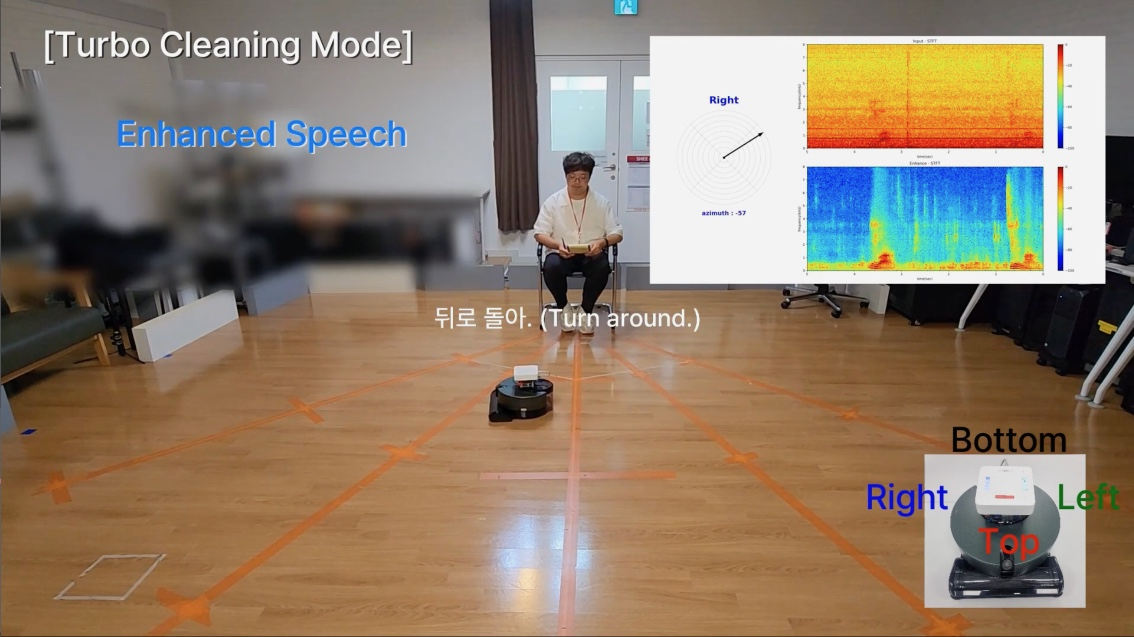 [Turbo Cleaning Mode]
Enhanced Speech
Right
azimuth : -57
Input - STFT
Enhance - STFT
뒤로 돌아. (Turn around.)
Bottom
Right
Left
Top